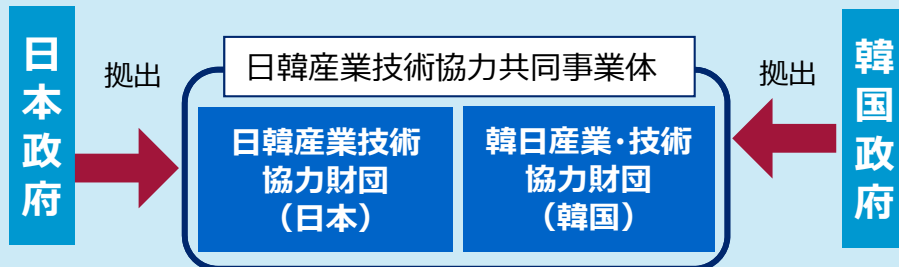 日本政府
拠出
日韓産業技術協力共同事業体
拠出
韓国政府
日韓産業技術
協力財団
（日本）
韓日産業・技術
協力財団
（韓国）